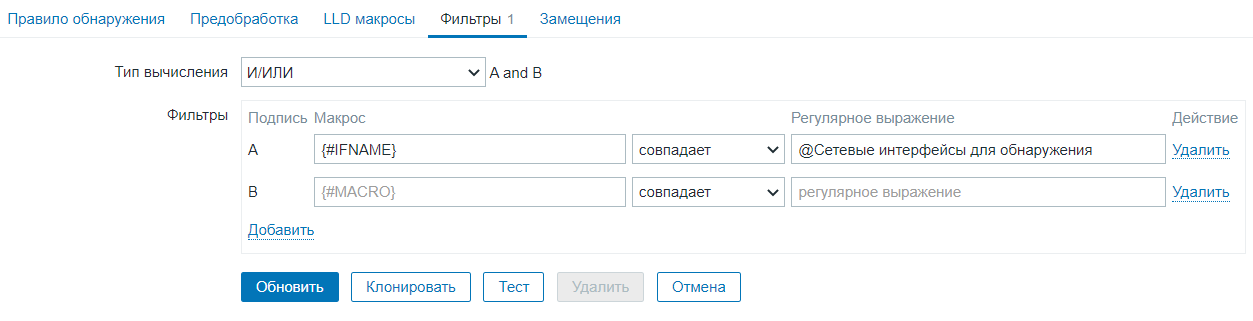 Правило обнаружения Предобработка LLD макросы Фильтры 1 Замещения
Тип вычисления И/ИЛИ A and B
Фильтры Подпись Макрос Регулярное выражение Действие
A {#IFNAME} совпадает @Сетевые интерфейсы для обнаружения Удалить
B {#MACRO} совпадает регулярное выражение Удалить
Добавить
Обновить Клонировать Тест Удалить Отмена